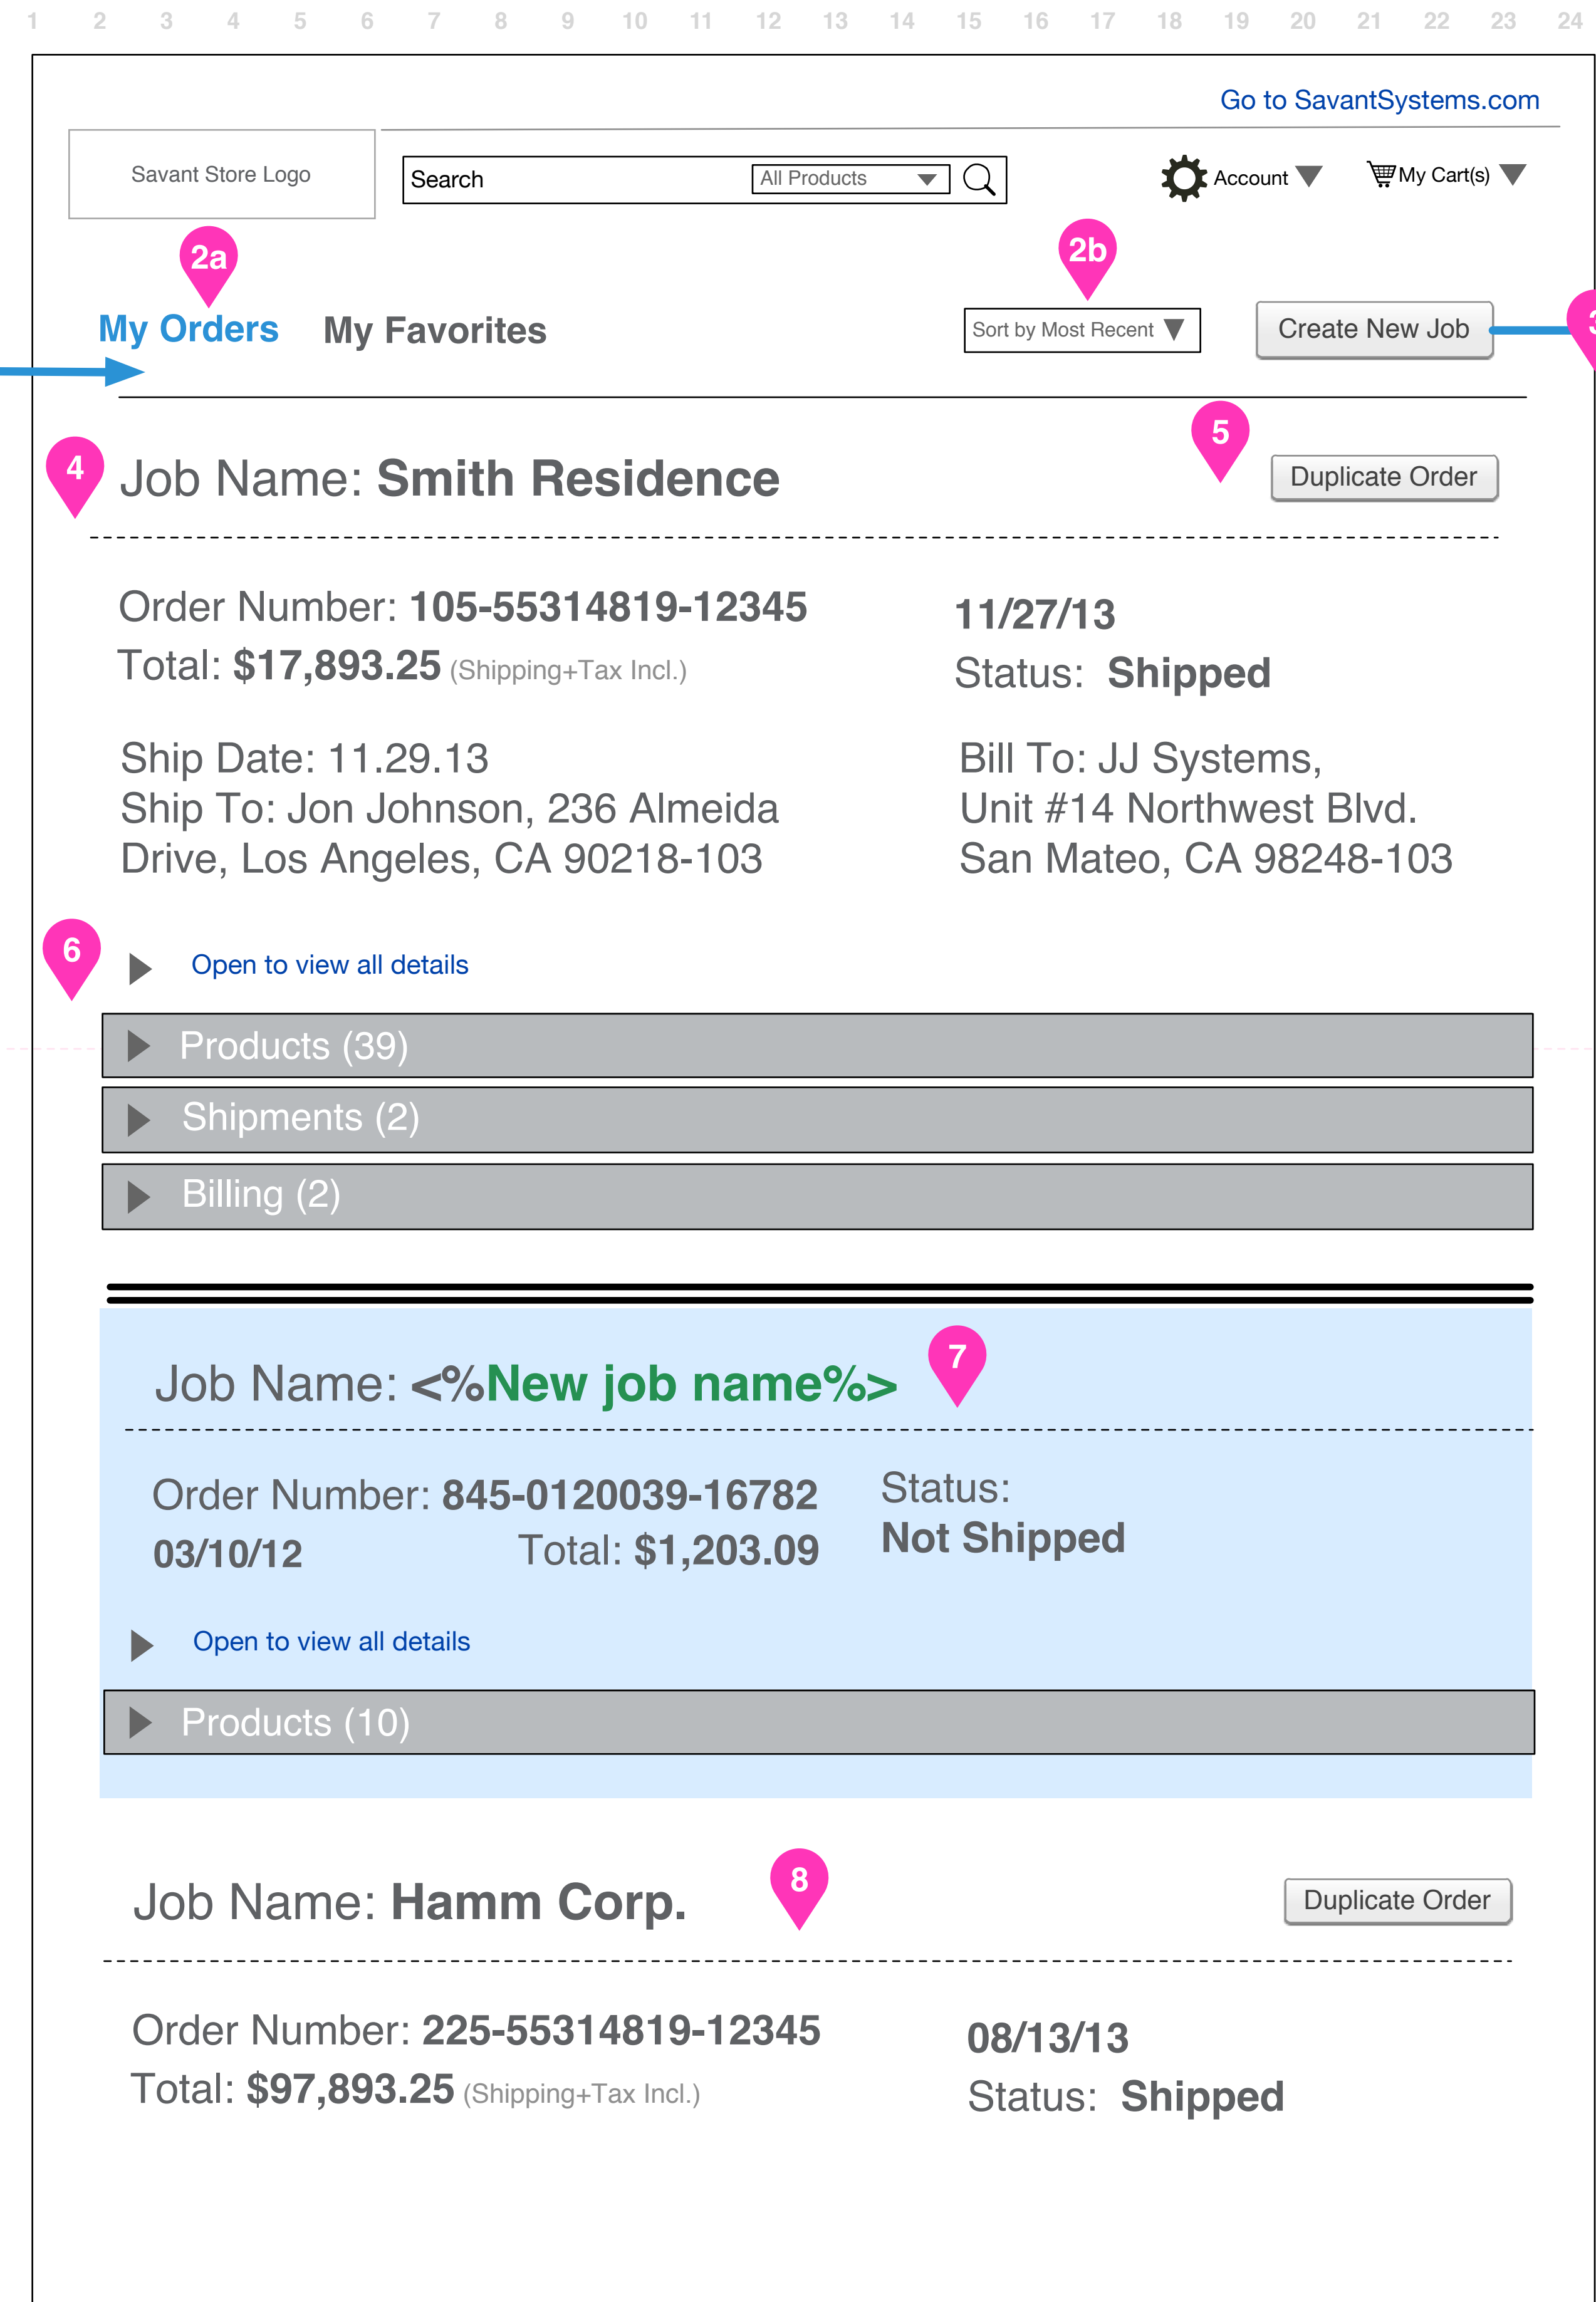 1 2 3 4 5 6 7 8 9 10 11 12 13 14 15 16 17 18 19 20 21 22 23 24
Go to SavantSystems.com
Savant Store Logo
Search All Products Account My Cart(s)
2a 2b
My Orders My Favorites Sort by Most Recent Create New Job 3
5
4 Job Name: Smith Residence Duplicate Order
Order Number: 105-55314819-12345 11/27/13
Total: $17,893.25 (Shipping+Tax Incl.) Status: Shipped
Ship Date: 11.29.13 Bill To: JJ Systems,
Ship To: Jon Johnson, 236 Almeida Unit #14 Northwest Blvd.
Drive, Los Angeles, CA 90218-103 San Mateo, CA 98248-103
6 Open to view all details
Products (39)
Shipments (2)
Billing (2)
Job Name: <%New job name%> 7
Order Number: 845-0120039-16782 Status:
03/10/12 Total: $1,203.09 Not Shipped
Open to view all details
Products (10)
Job Name: Hamm Corp. 8 Duplicate Order
Order Number: 225-55314819-12345 08/13/13
Total: $97,893.25 (Shipping+Tax Incl.) Status: Shipped